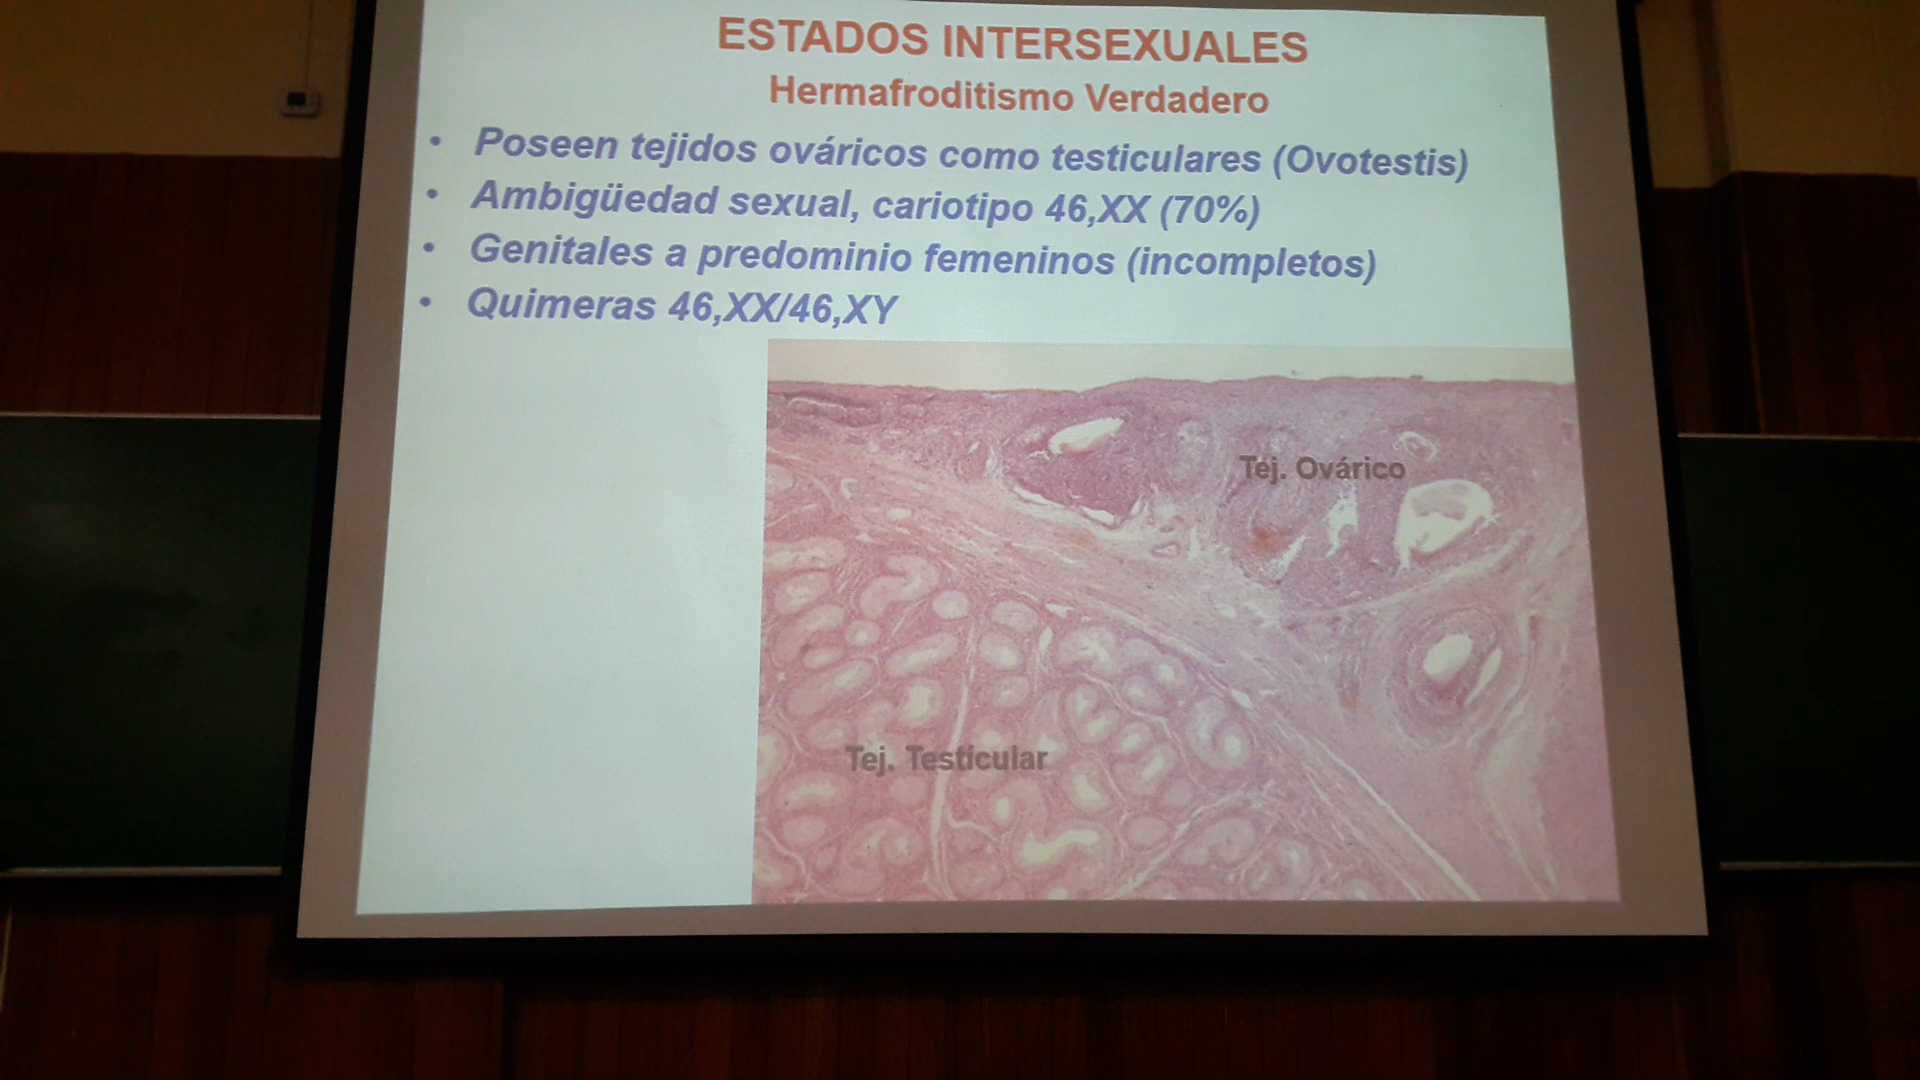 ESTADOS INTERSEXUALES
Hermafroditismo Verdadero
• Poseen tejidos ováricos como testiculares (Ovotestis)
• Ambigüedad sexual, cariotipo 46,XX (70%)
• Genitales a predominio femeninos (incompletos)
• Quimeras 46,XX/46,XY
Tej. Ovárico
Tej. Testicular